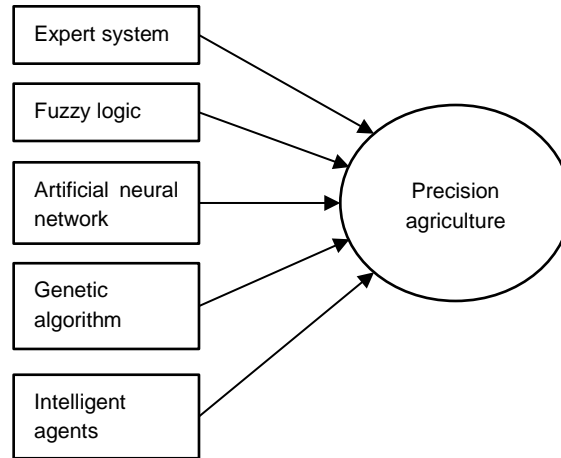 Expert system
Fuzzy logic
Artificial neural
network
Genetic
algorithm
Intelligent
agents
Precision
agriculture